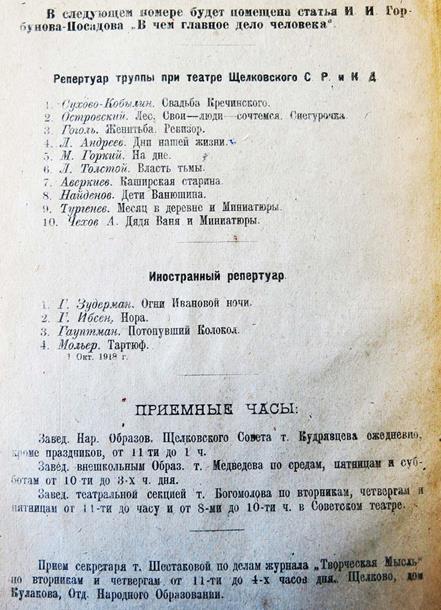 В следующем номере будет помещена статья И. И. Гор-
бунова-Посадова „В чем главное дело человека“.
Репертуар труппы при театре Щелковского С Р. и К Д
1. Сухово-Кобылин. Свадьба Кречинского.
2. Островский. Лес, Свои—люди—сочтемся. Снегурочка.
3. Гоголь. Женитьба. Ревизор.
4. Л. Андреев. Дни нашей жизни.
5. М. Горкий. На дне.
6. Л. Толстой. Власть тьмы.
7. Аверкиев. Каширская старина.
8. Найденов. Дети Ванюшина.
9. Тургенев. Месяц в деревне и Миниатюры.
10. Чехов А. Дядя Ваня и Миниатюры.
Иностранный репертуар.
1. Г. Зудерман. Огни Ивановой ночи.
2. Г. Ибсен, Нора.
3. Гауптман. Потонувший Колокол.
4. Мольер. Тартюф.
1 Окт. 1918 г.
ПРИЕМНЫЕ ЧАСЫ:
Завед. Нар. Образов. Щелковского Совета т. Кудрявцева ежедневно,
кроме праздников, от 11-ти до 1 ч.
Завед. внешкольным Образ. т. Медведева по средам, пятницам и суб-
ботам от 10-ти до 3-х ч. дня.
Завед. театральной секцией т. Богомолова по вторникам, четвергам и
пятницам от 11-ти до часу и от 8-ми до 10-ти ч. в Советском театре.
Прием секретаря т. Шестаковой по делам журнала „Творческая Мысль“
по вторникам и четвергам от 11-ти до 4-х часов дня. Щелково, дом
Кулакова, Отд. Народного Образования.